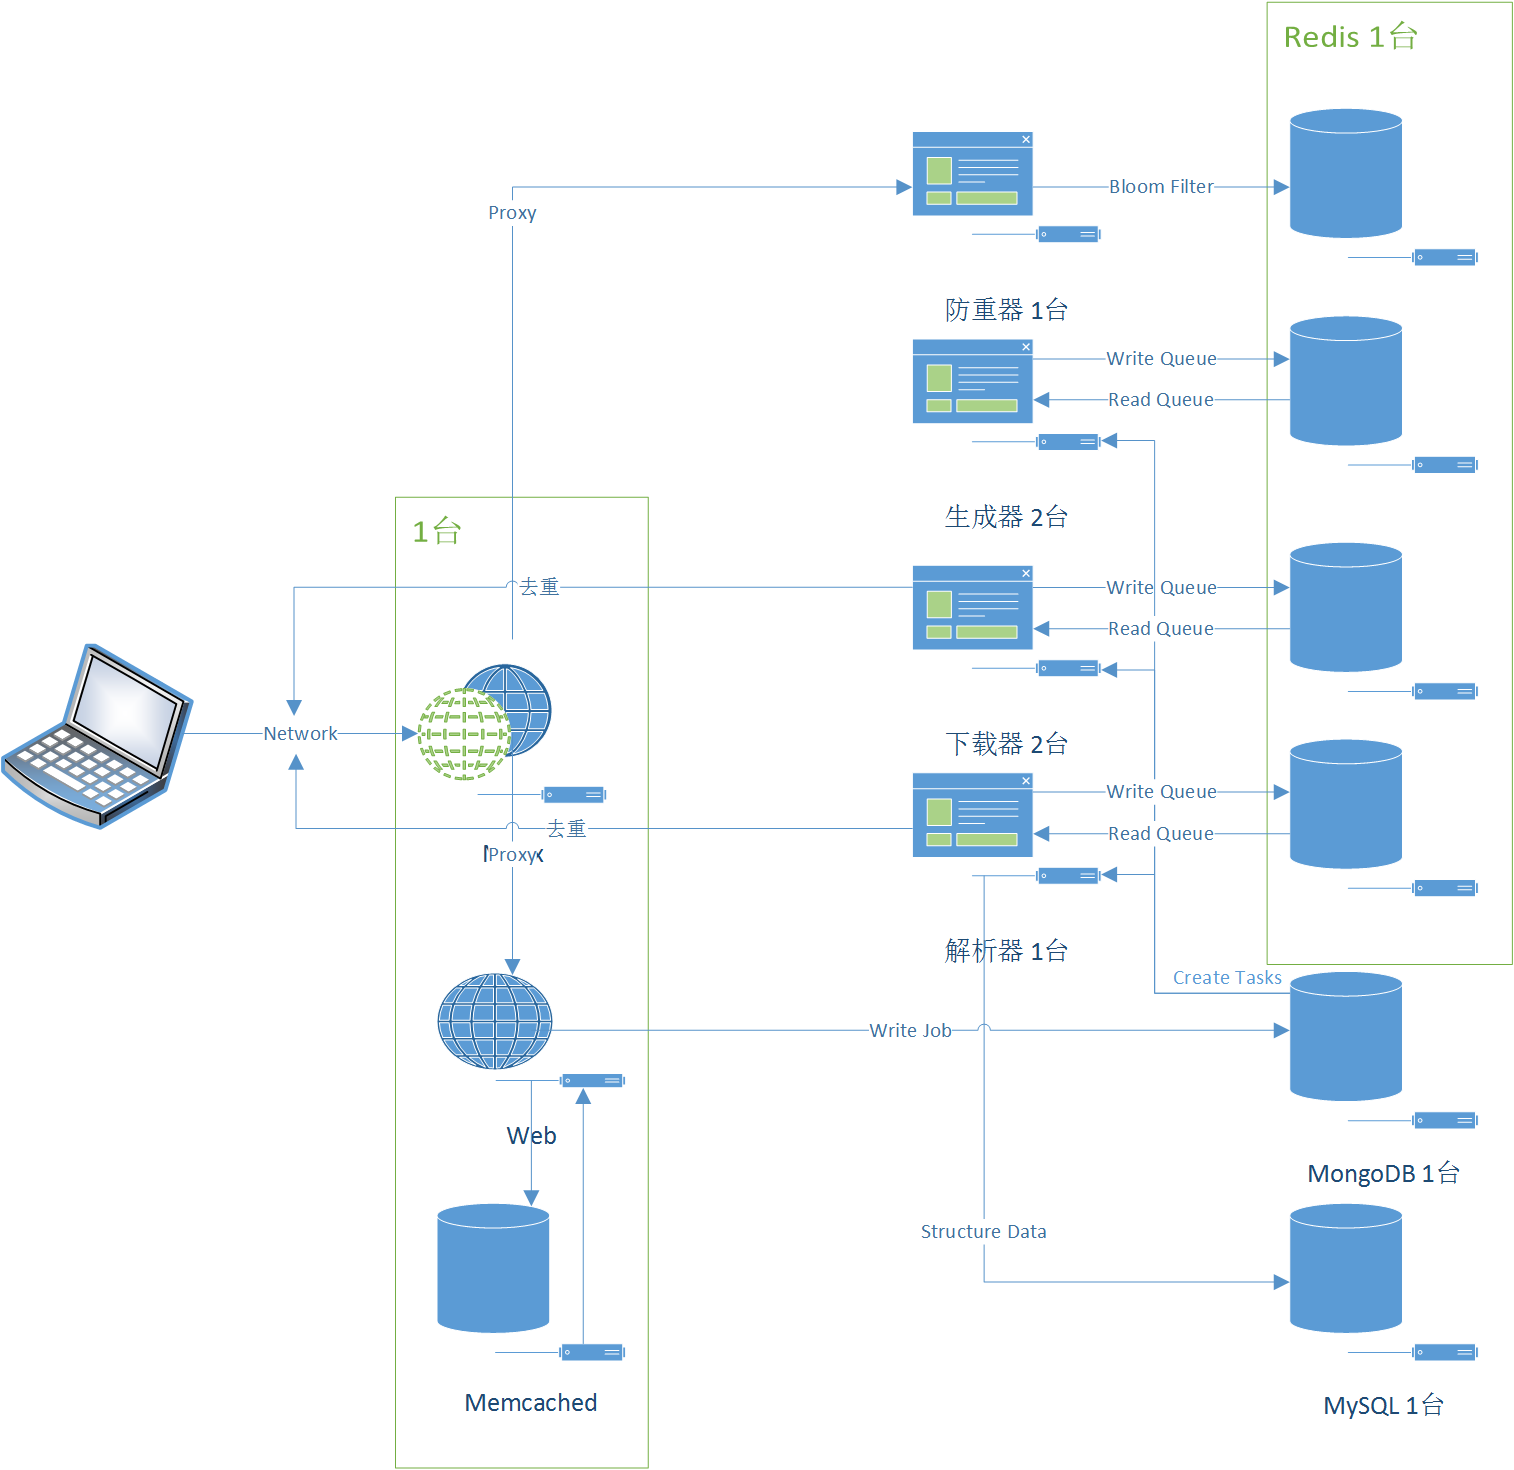 Redis 1台
Bloom Filter
Proxy
防重器 1台
Write Queue
Read Queue
生成器 2台
1台
去重
Write Queue
Read Queue
Network
下载器 2台
Write Queue
Read Queue
去重
Proxy
解析器 1台
Create Tasks
Write Job
Web
MongoDB 1台
Structure Data
Memcached
MySQL 1台